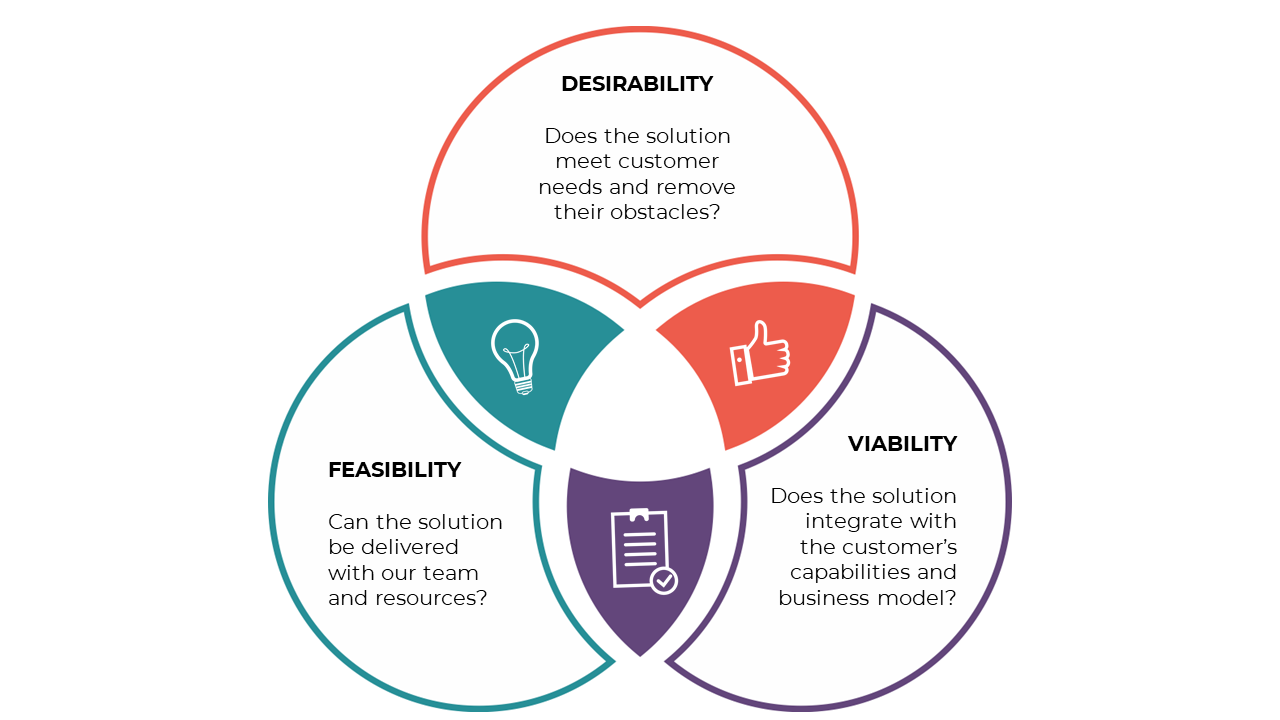 DESIRABILITY
Does the solution
meet customer
needs and remove
their obstacles?
FEASIBILITY
Can the solution
be delivered
with our team
and resources?
VIABILITY
Does the solution
integrate with
the customer’s
capabilities and
business model?